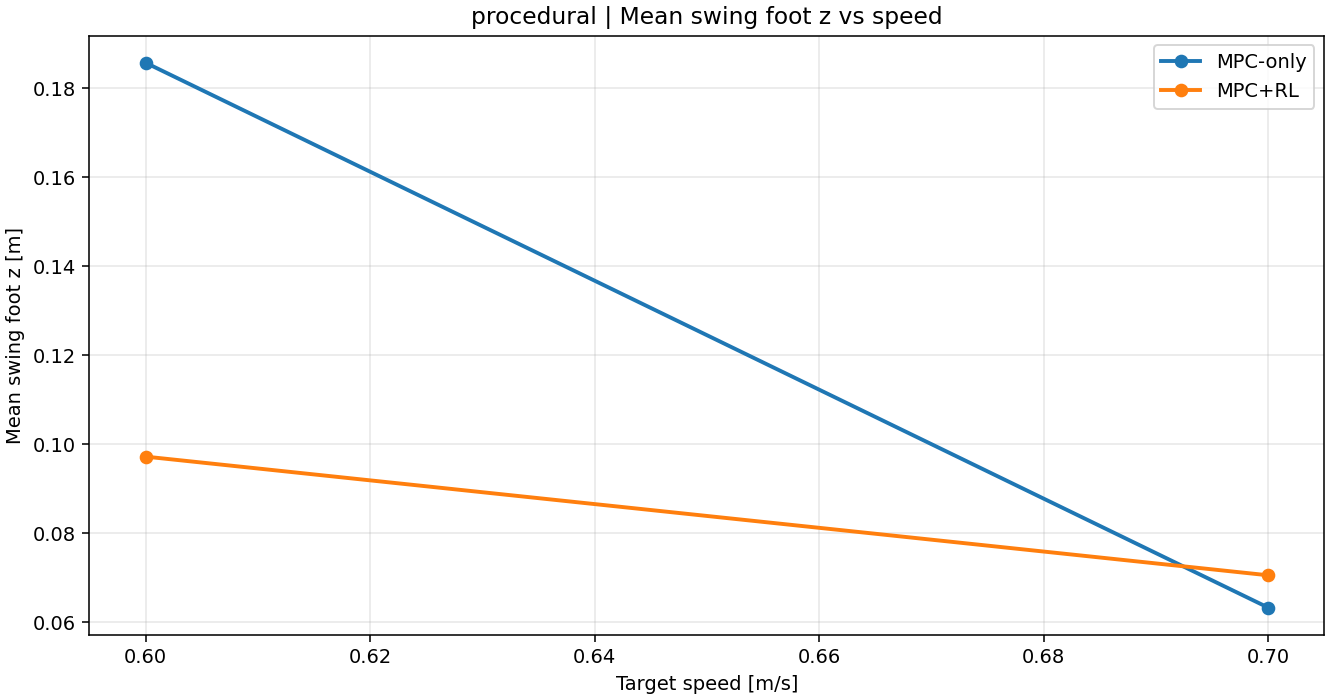 procedural | Mean swing foot z vs speed
MPC-only
MPC+RL
Mean swing foot z [m]
0.18
0.16
0.14
0.12
0.10
0.08
0.06
0.60 0.62 0.64 0.66 0.68 0.70
Target speed [m/s]